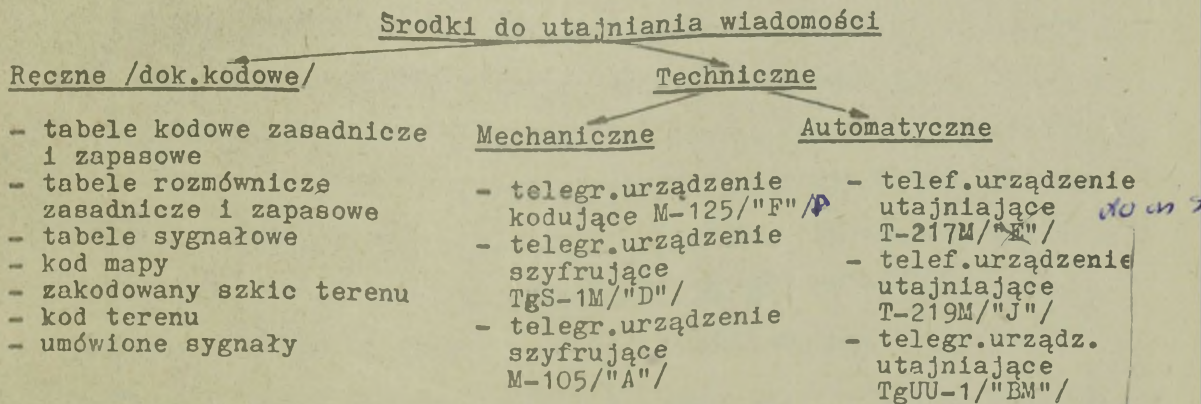 Srodki do utajniania wiadomości
Ręczne /dok.kodowe/
- tabele kodowe zasadnicze
i zapasowe
- tabele rozmównicze
zasadnicze i zapasowe
- tabele sygnałowe
- kod mapy
- zakodowany szkic terenu
- kod terenu
- umówione sygnały
Techniczne
Mechaniczne
- telegr.urządzenie
kodujące M-125/"F"/
- telegr.urządzenie
szyfrujące
TgS-1M/"D"/
- telegr.urządzenie
szyfrujące
M-105/"A"/
Automatyczne
- telef.urządzenie
utajniające
T-217M/"E"/
- telef.urządzenie
utajniające
T-219M/"J"/
- telegr.urządz.
utajniające
TgUU-1/"BM"/